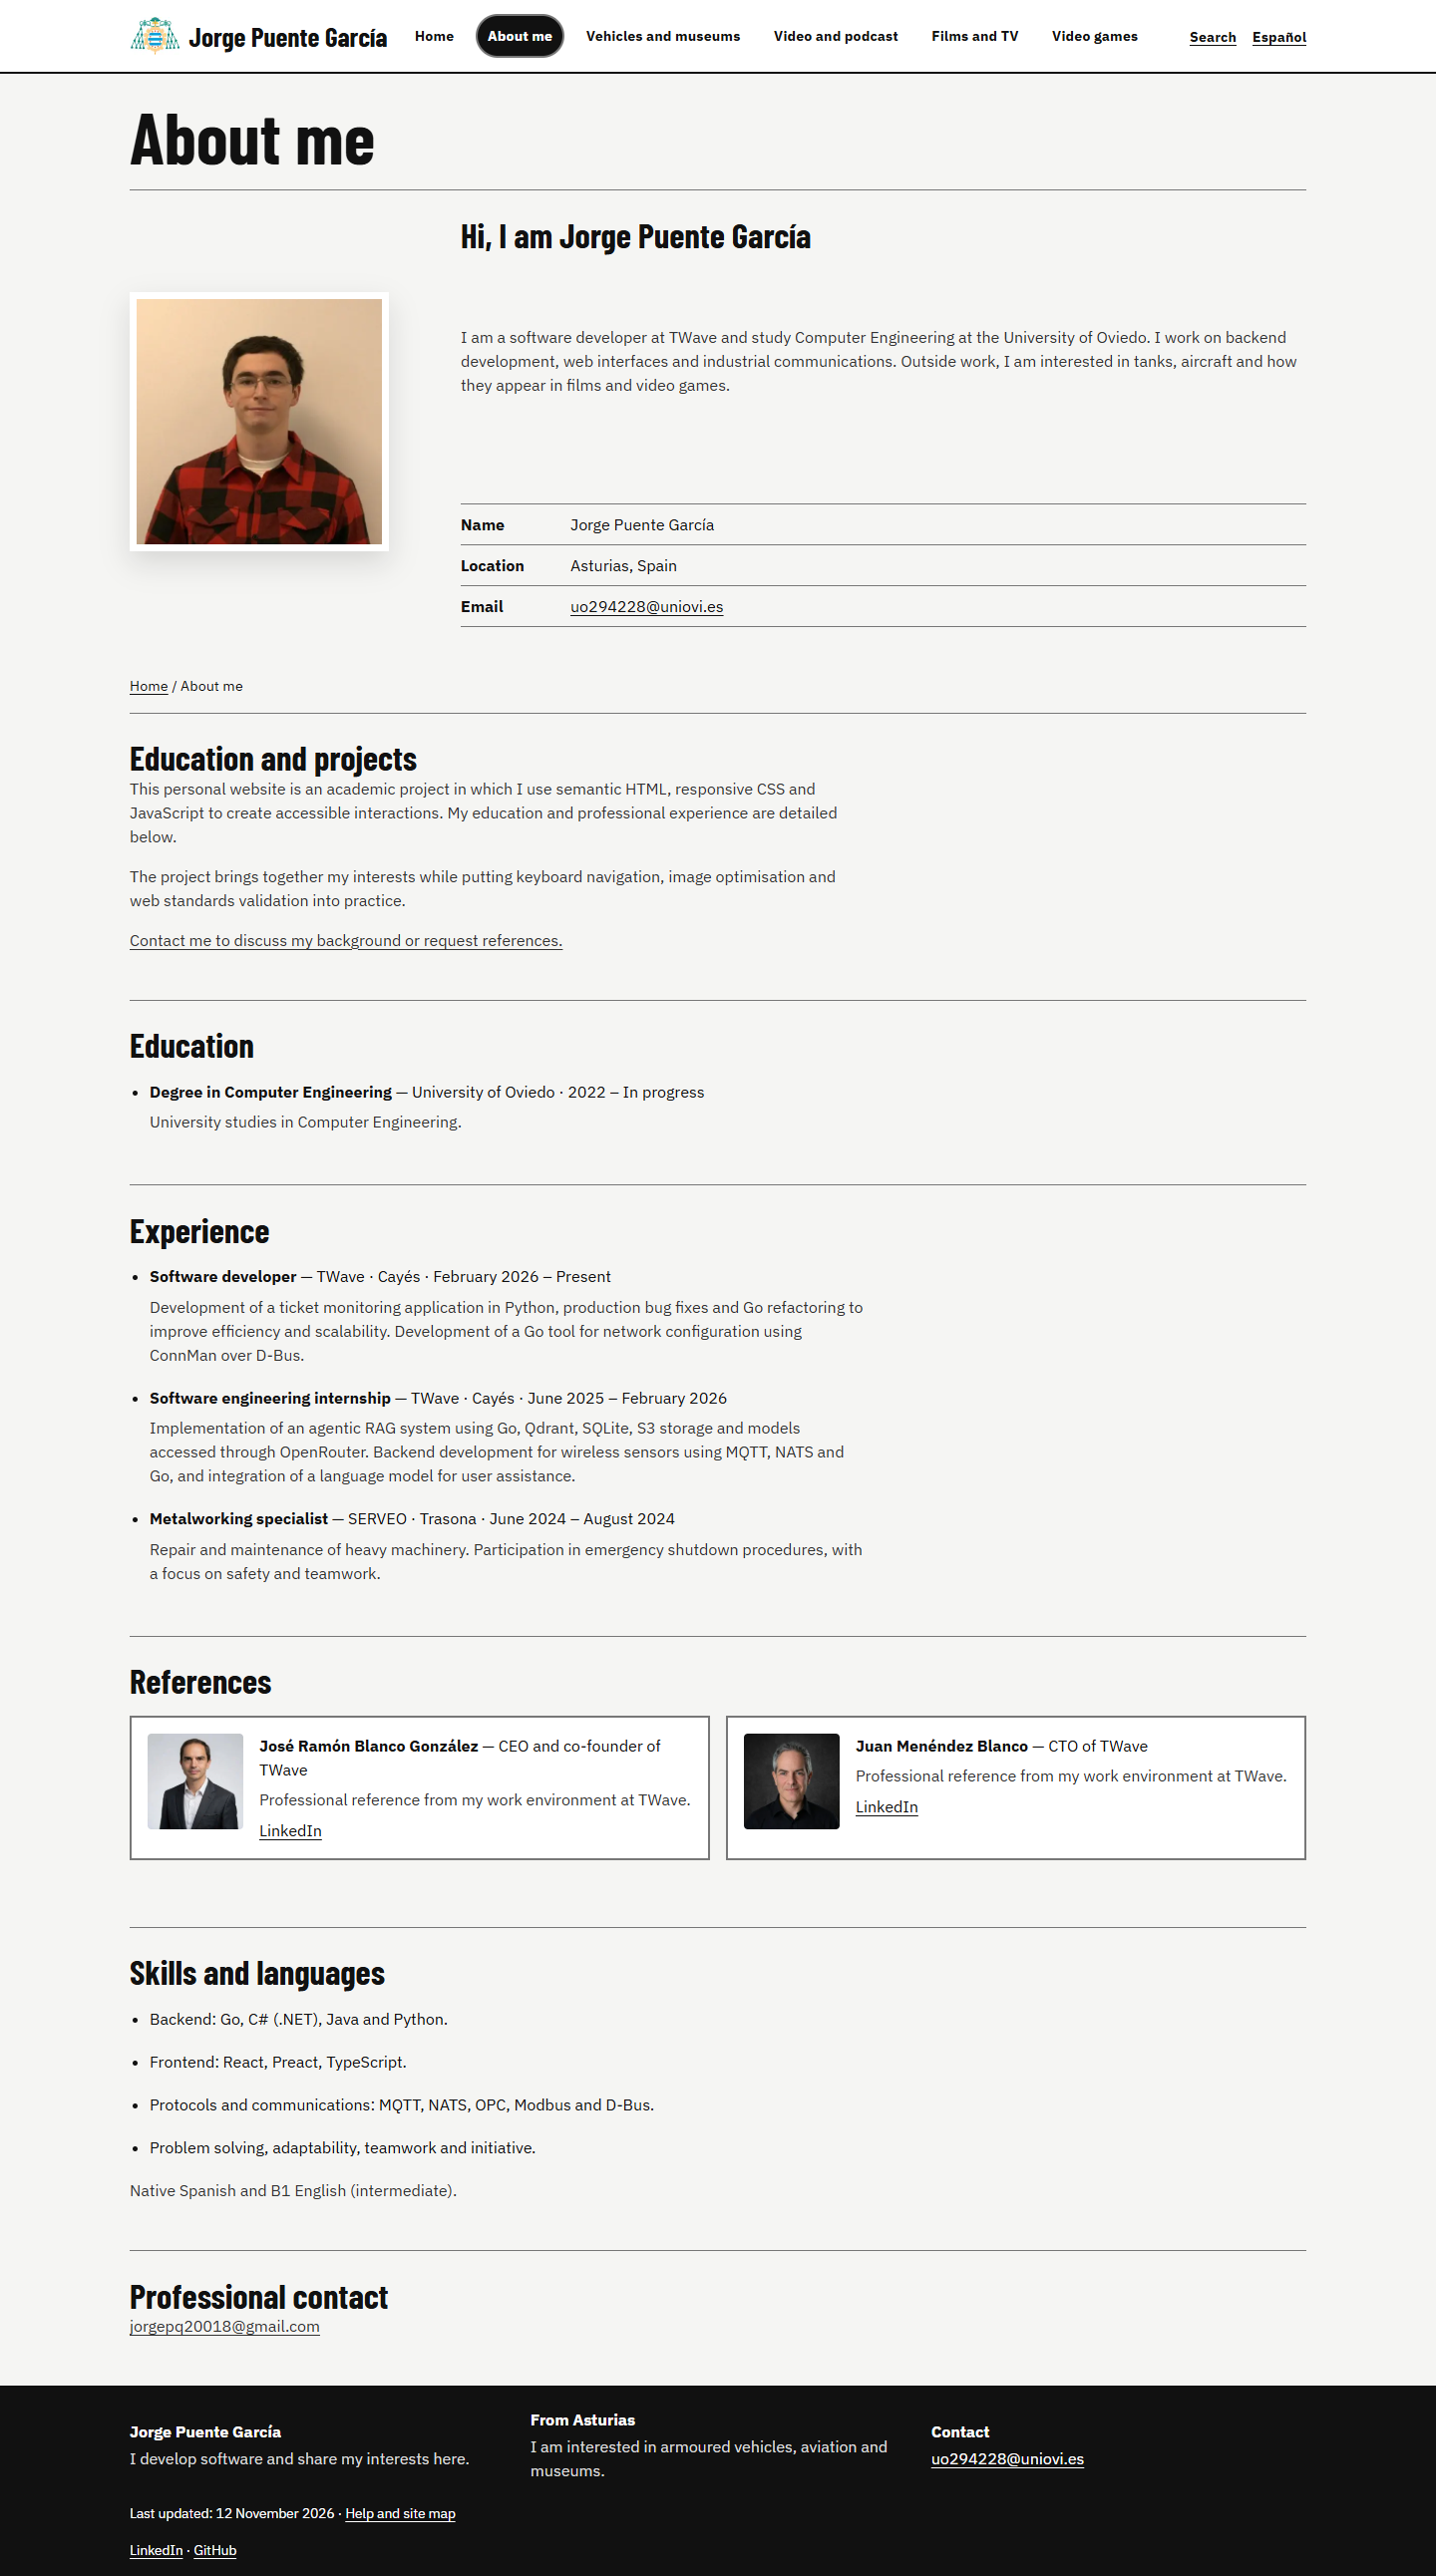 Jorge Puente García
Home
About me
Vehicles and museums
Video and podcast
Films and TV
Video games
Search
Español
About me
Hi, I am Jorge Puente García
I am a software developer at TWave and study Computer Engineering at the University of Oviedo. I work on backend
development, web interfaces and industrial communications. Outside work, I am interested in tanks, aircraft and how
they appear in films and video games.
Name Jorge Puente García
Location Asturias, Spain
Email uo294228@uniovi.es
Home / About me
Education and projects
This personal website is an academic project in which I use semantic HTML, responsive CSS and
JavaScript to create accessible interactions. My education and professional experience are detailed
below.
The project brings together my interests while putting keyboard navigation, image optimisation and
web standards validation into practice.
Contact me to discuss my background or request references.
Education
• Degree in Computer Engineering — University of Oviedo · 2022 – In progress
University studies in Computer Engineering.
Experience
• Software developer — TWave · Cayés · February 2026 – Present
Development of a ticket monitoring application in Python, production bug fixes and Go refactoring to
improve efficiency and scalability. Development of a Go tool for network configuration using
ConnMan over D-Bus.
• Software engineering internship — TWave · Cayés · June 2025 – February 2026
Implementation of an agentic RAG system using Go, Qdrant, SQLite, S3 storage and models
accessed through OpenRouter. Backend development for wireless sensors using MQTT, NATS and
Go, and integration of a language model for user assistance.
• Metalworking specialist — SERVEO · Trasona · June 2024 – August 2024
Repair and maintenance of heavy machinery. Participation in emergency shutdown procedures, with
a focus on safety and teamwork.
References
José Ramón Blanco González — CEO and co-founder of
TWave
Professional reference from my work environment at TWave.
LinkedIn
Juan Menéndez Blanco — CTO of TWave
Professional reference from my work environment at TWave.
LinkedIn
Skills and languages
• Backend: Go, C# (.NET), Java and Python.
• Frontend: React, Preact, TypeScript.
• Protocols and communications: MQTT, NATS, OPC, Modbus and D-Bus.
• Problem solving, adaptability, teamwork and initiative.
Native Spanish and B1 English (intermediate).
Professional contact
jorgepq20018@gmail.com
Jorge Puente García
I develop software and share my interests here.
From Asturias
I am interested in armoured vehicles, aviation and
museums.
Contact
uo294228@uniovi.es
Last updated: 12 November 2026 · Help and site map
LinkedIn · GitHub